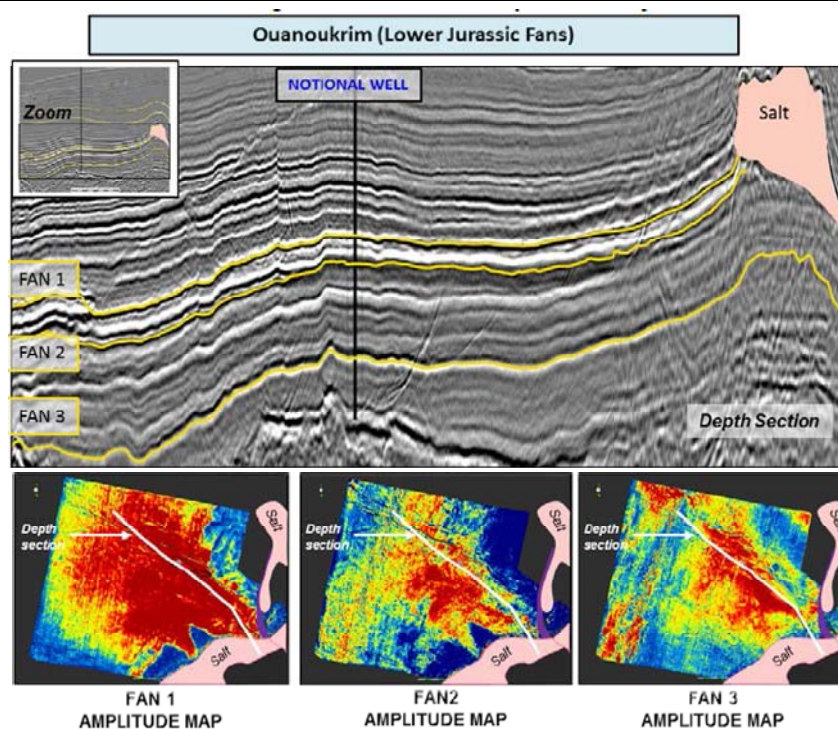 Ouanoukrim (Lower Jurassic Fans)
Zoom
NOTIONAL WELL
Salt
FAN 1
FAN 2
FAN 3
Depth Section
Depth
section
Salt
Salt
Depth
section
Salt
Salt
Depth
section
Salt
Salt
FAN 1
AMPLITUDE MAP
FAN2
AMPLITUDE MAP
FAN 3
AMPLITUDE MAP